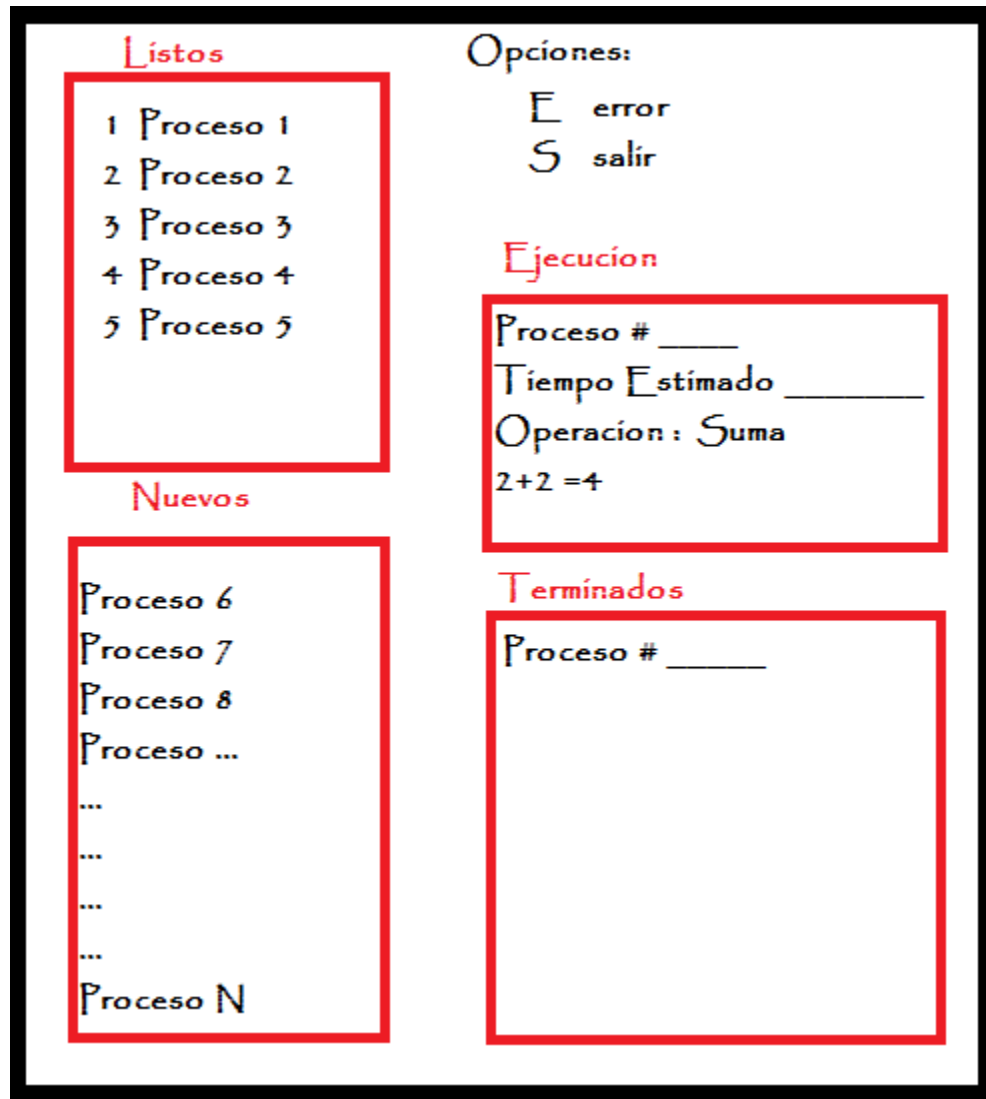 Listos
1 Proceso 1
2 Proceso 2
3 Proceso 3
4 Proceso 4
5 Proceso 5
Nuevos
Proceso 6
Proceso 7
Proceso 8
Proceso ...
...
...
...
...
Proceso N
Opciones:
E error
S salir
Ejecucion
Proceso # ____
Tiempo Estimado _______
Operacion : Suma
2+2 =4
Terminados
Proceso # _____